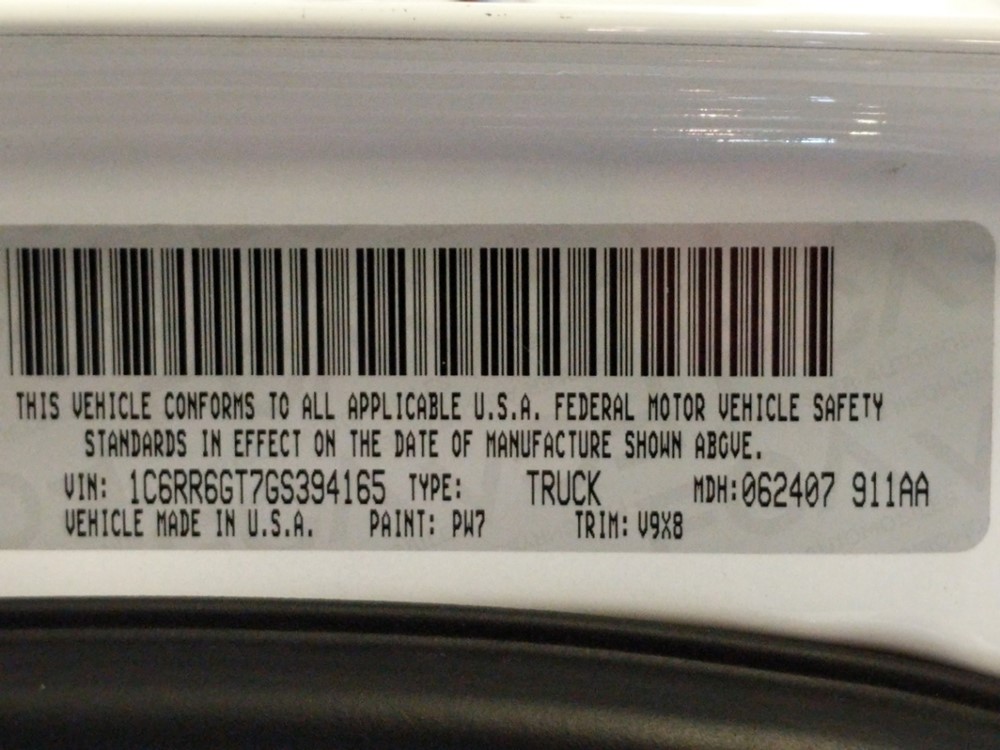 THIS VEHICLE CONFORMS TO ALL APPLICABLE U.S.A. FEDERAL MOTOR VEHICLE SAFETY
STANDARDS IN EFFECT ON THE DATE OF MANUFACTURE SHOWN ABOVE.
VIN: 1C6RR6GT7GS394165 TYPE: TRUCK MDH:062407 911AA
VEHICLE MADE IN U.S.A. PAINT: PW7 TRIM: V9X8